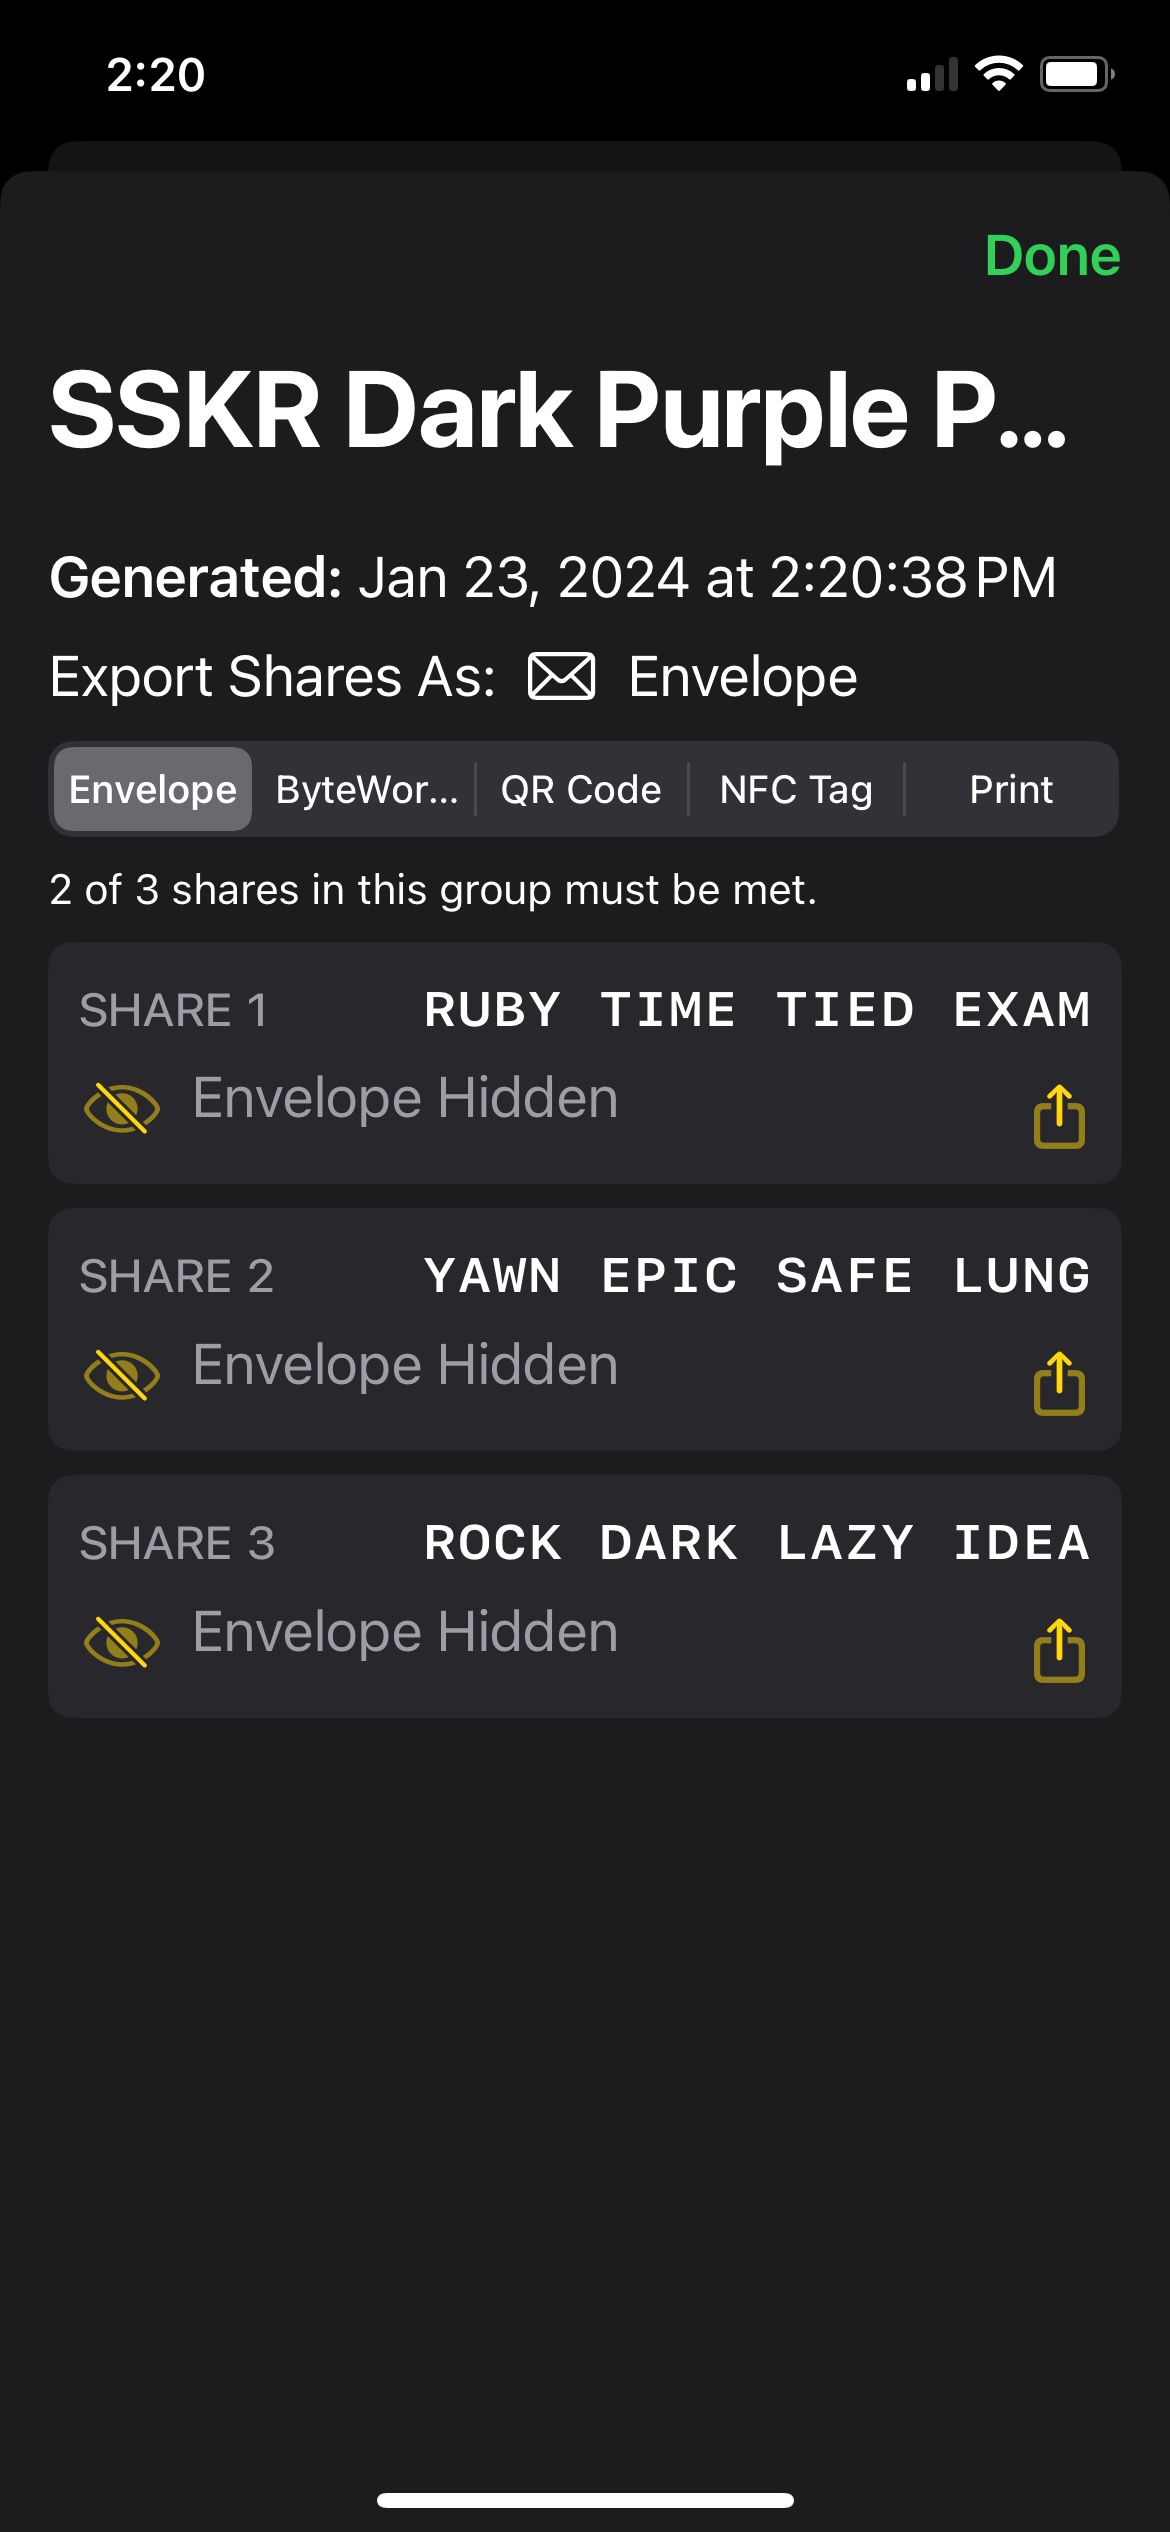 2:20
Done
SSKR Dark Purple P...
Generated: Jan 23, 2024 at 2:20:38 PM
Export Shares As: Envelope
Envelope ByteWor... QR Code NFC Tag Print
2 of 3 shares in this group must be met.
SHARE 1 RUBY TIME TIED EXAM
Envelope Hidden
SHARE 2 YAWN EPIC SAFE LUNG
Envelope Hidden
SHARE 3 ROCK DARK LAZY IDEA
Envelope Hidden